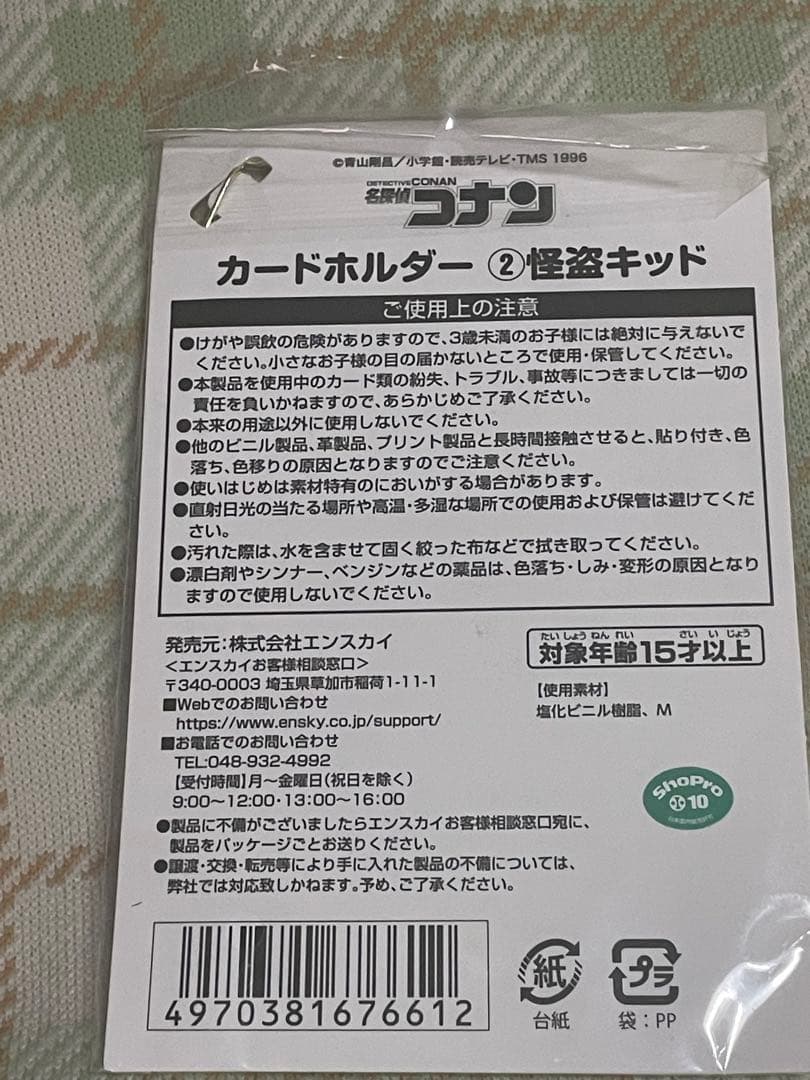 ©青山剛昌／小学館・読売テレビ・TMS 1996
DETECTIVE CONAN
名探偵コナン
カードホルダー ②怪盗キッド
ご使用上の注意
●けがや誤飲の危険がありますので、3歳未満のお子様には絶対に与えないで
ください。小さなお子様の目の届かないところで使用・保管してください。
●本製品を使用中のカード類の紛失、トラブル、事故等につきましては一切の
責任を負いかねますので、あらかじめご了承ください。
●本来の用途以外に使用しないでください。
●他のビニル製品、革製品、プリント製品と長時間接触させると、貼り付き、色
落ち、色移りの原因となりますのでご注意ください。
●使いはじめは素材特有のにおいがする場合があります。
●直射日光の当たる場所や高温・多湿な場所での使用および保管は避けてくだ
さい。
●汚れた際は、水を含ませて固く絞った布などで拭き取ってください。
●漂白剤やシンナー、ベンジンなどの薬品は、色落ち・しみ・変形の原因となり
ますので使用しないでください。
発売元：株式会社エンスカイ
＜エンスカイお客様相談窓口＞
〒340-0003 埼玉県草加市稲荷1-11-1
■Webでのお問い合わせ
https://www.ensky.co.jp/support/
■お電話でのお問い合わせ
TEL:048-932-4992
【受付時間】月～金曜日（祝日を除く）
9:00～12:00・13:00～16:00
●製品に不備がございましたらエンスカイお客様相談窓口宛に、
製品をパッケージごとお送りください。
●譲渡・交換・転売等により手に入れた製品の不備については、
弊社では対応致しかねます。予め、ご了承ください。
たいしょうねんれい さいいじょう
対象年齢15才以上
【使用素材】
塩化ビニル樹脂、M
ShoPro
10
4970381676612
紙
台紙
プラ
袋：PP